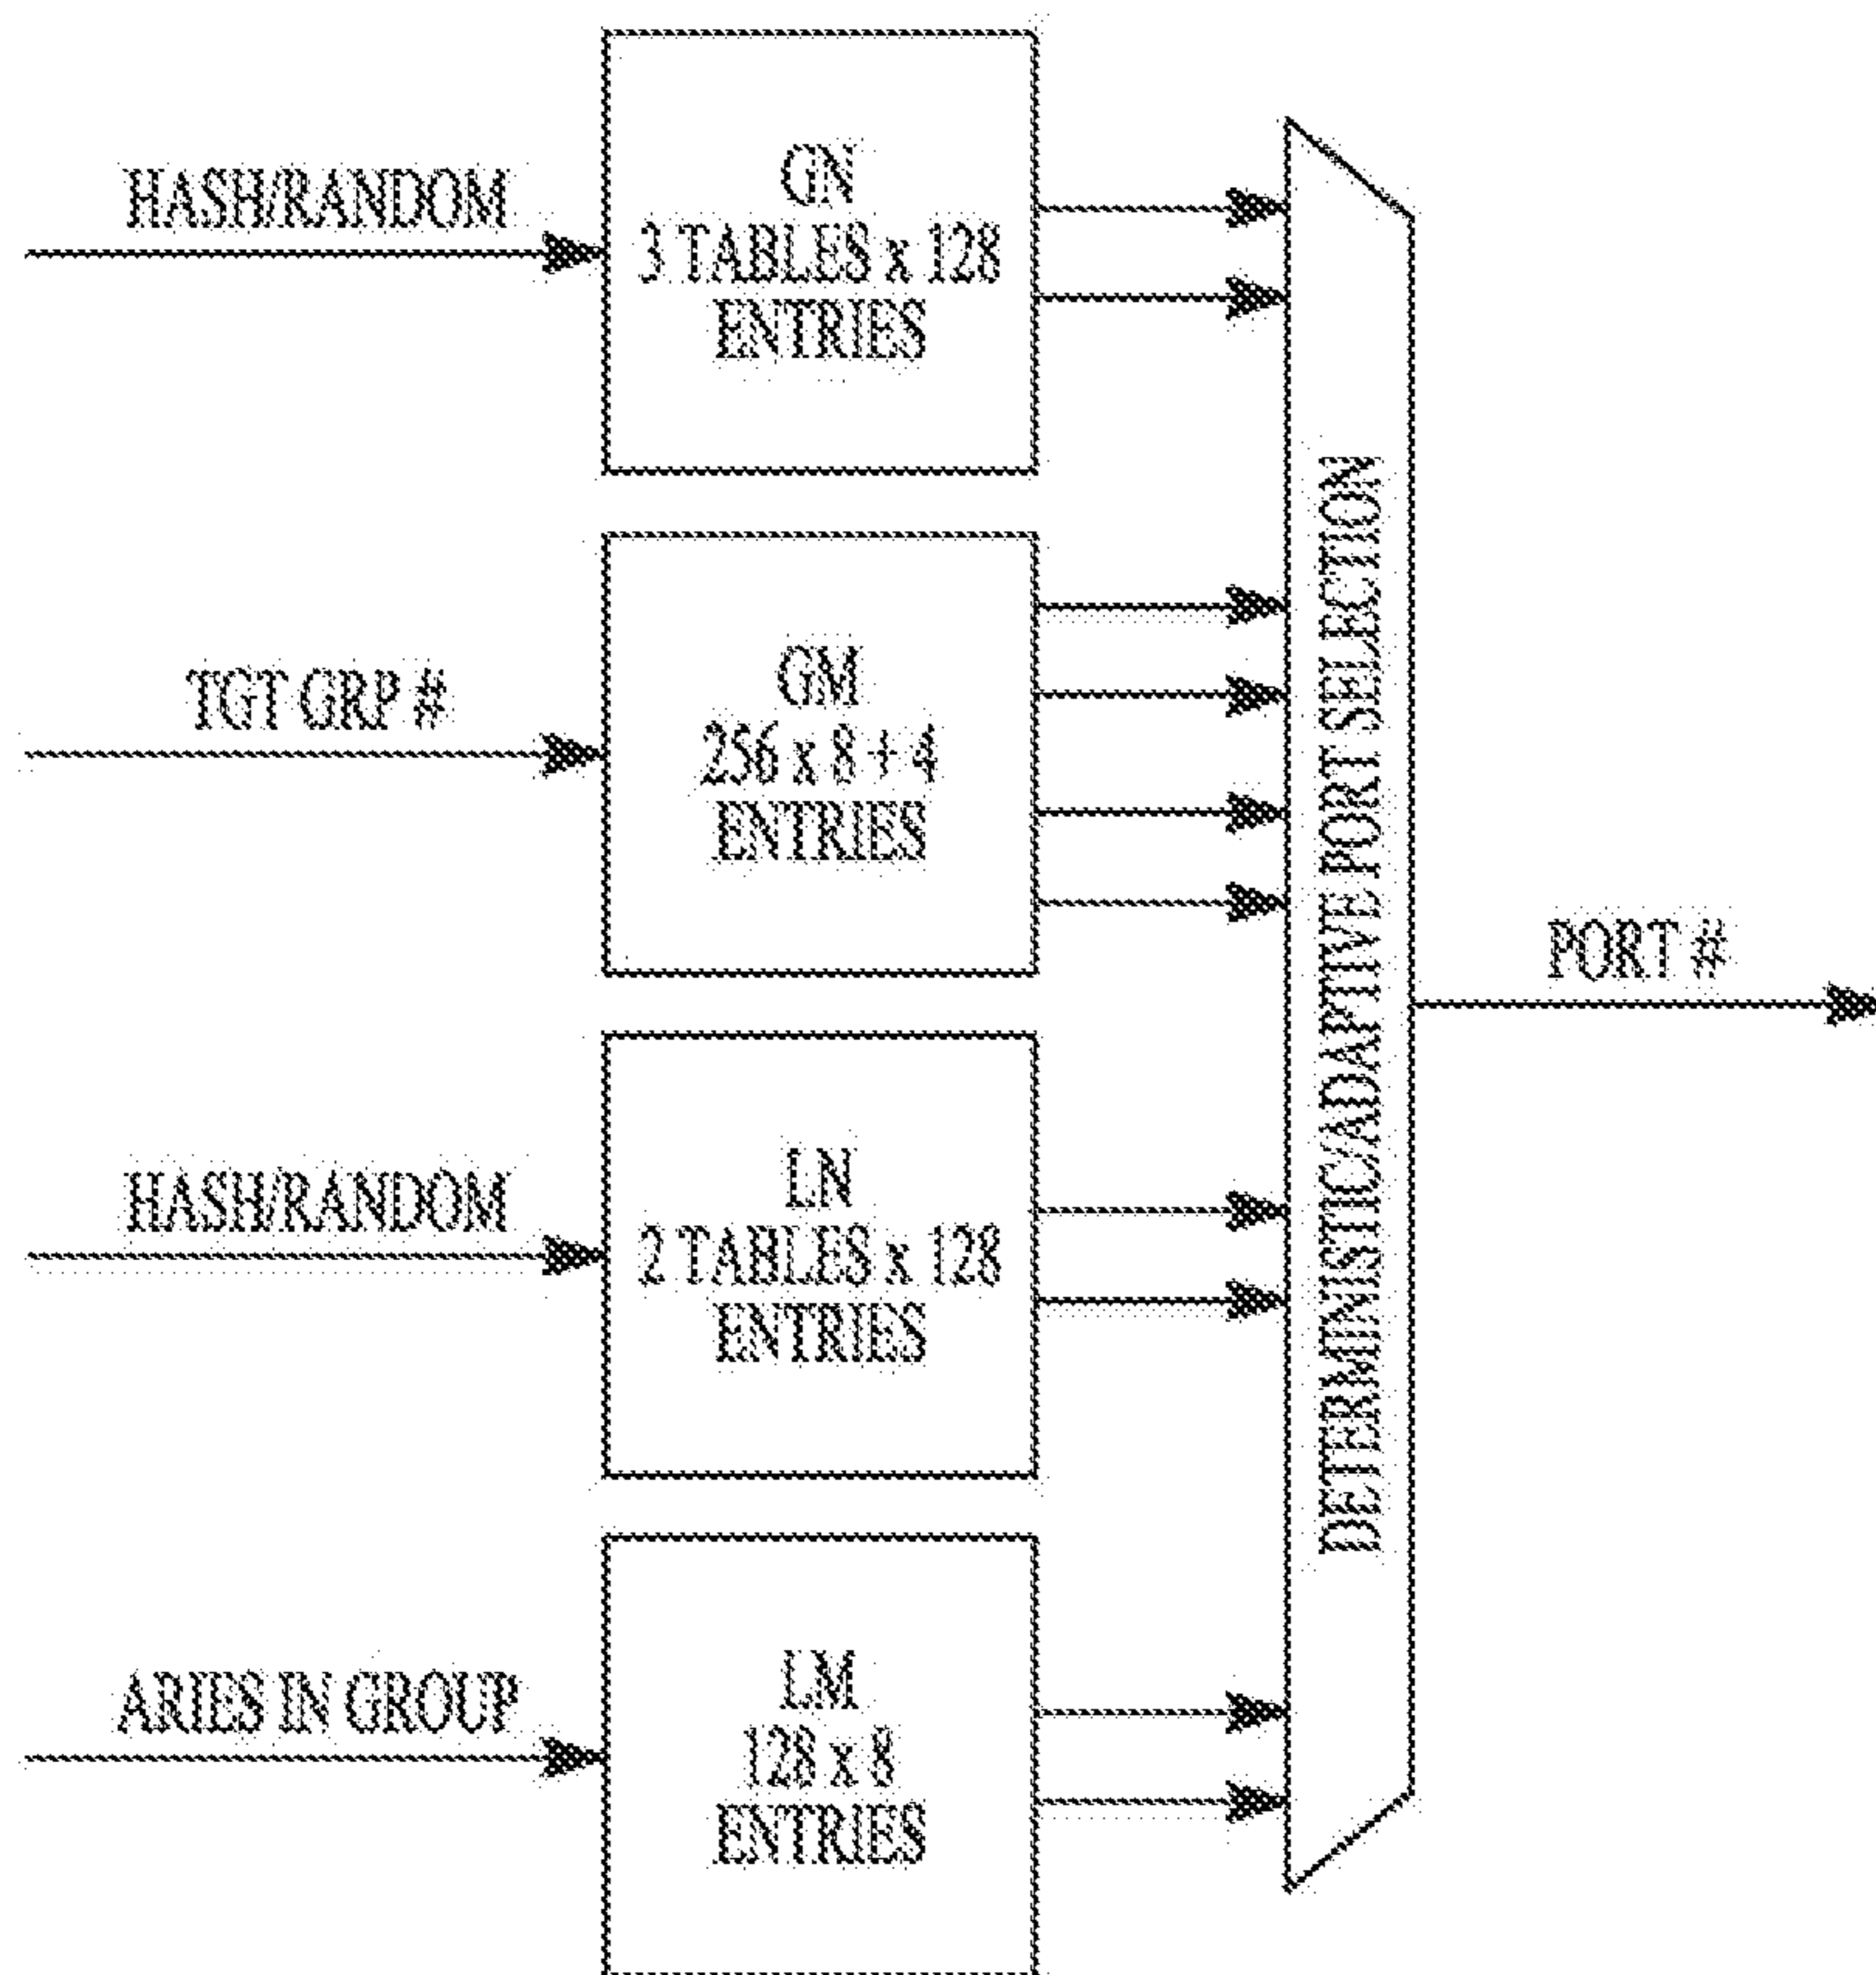 HASH/RANDOM
GN
3 TABLES x 128
ENTRIES
TGT GRP #
GM
256 x 8 + 4
ENTRIES
HASH/RANDOM
LN
2 TABLES x 128
ENTRIES
ARIES IN GROUP
LM
128 x 8
ENTRIES
DETERMINISTIC/ADAPTIVE PORT SELECTION
PORT #